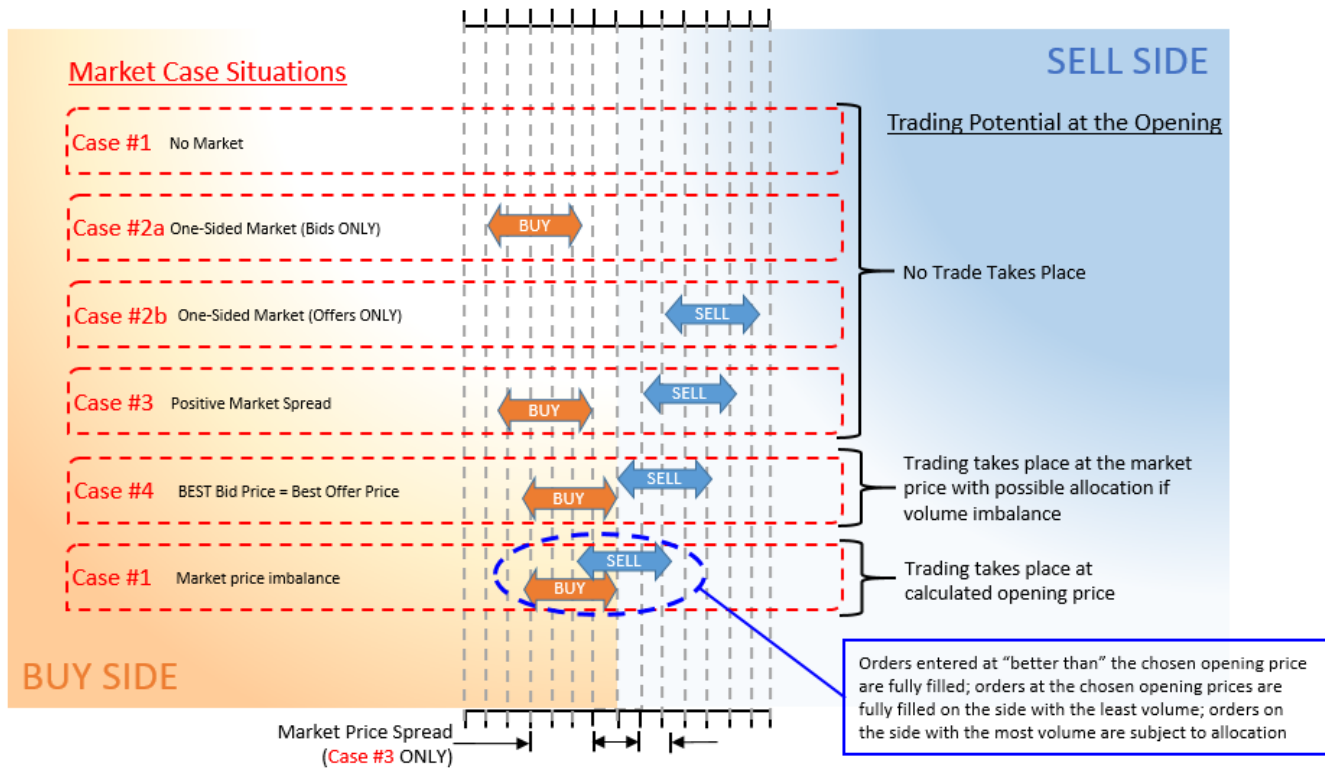 SELL SIDE
Market Case Situations
Trading Potential at the Opening
Case #1 No Market
Case #2a One-Sided Market (Bids ONLY)
BUY
No Trade Takes Place
Case #2b One-Sided Market (Offers ONLY)
SELL
Case #3 Positive Market Spread
BUY
SELL
Case #4 BEST Bid Price = Best Offer Price
BUY
SELL
Trading takes place at the market
price with possible allocation if
volume imbalance
Case #1 Market price imbalance
SELL
BUY
Trading takes place at
calculated opening price
BUY SIDE
Orders entered at “better than” the chosen opening price
are fully filled; orders at the chosen opening prices are
fully filled on the side with the least volume; orders on
the side with the most volume are subject to allocation
Market Price Spread
(Case #3 ONLY)